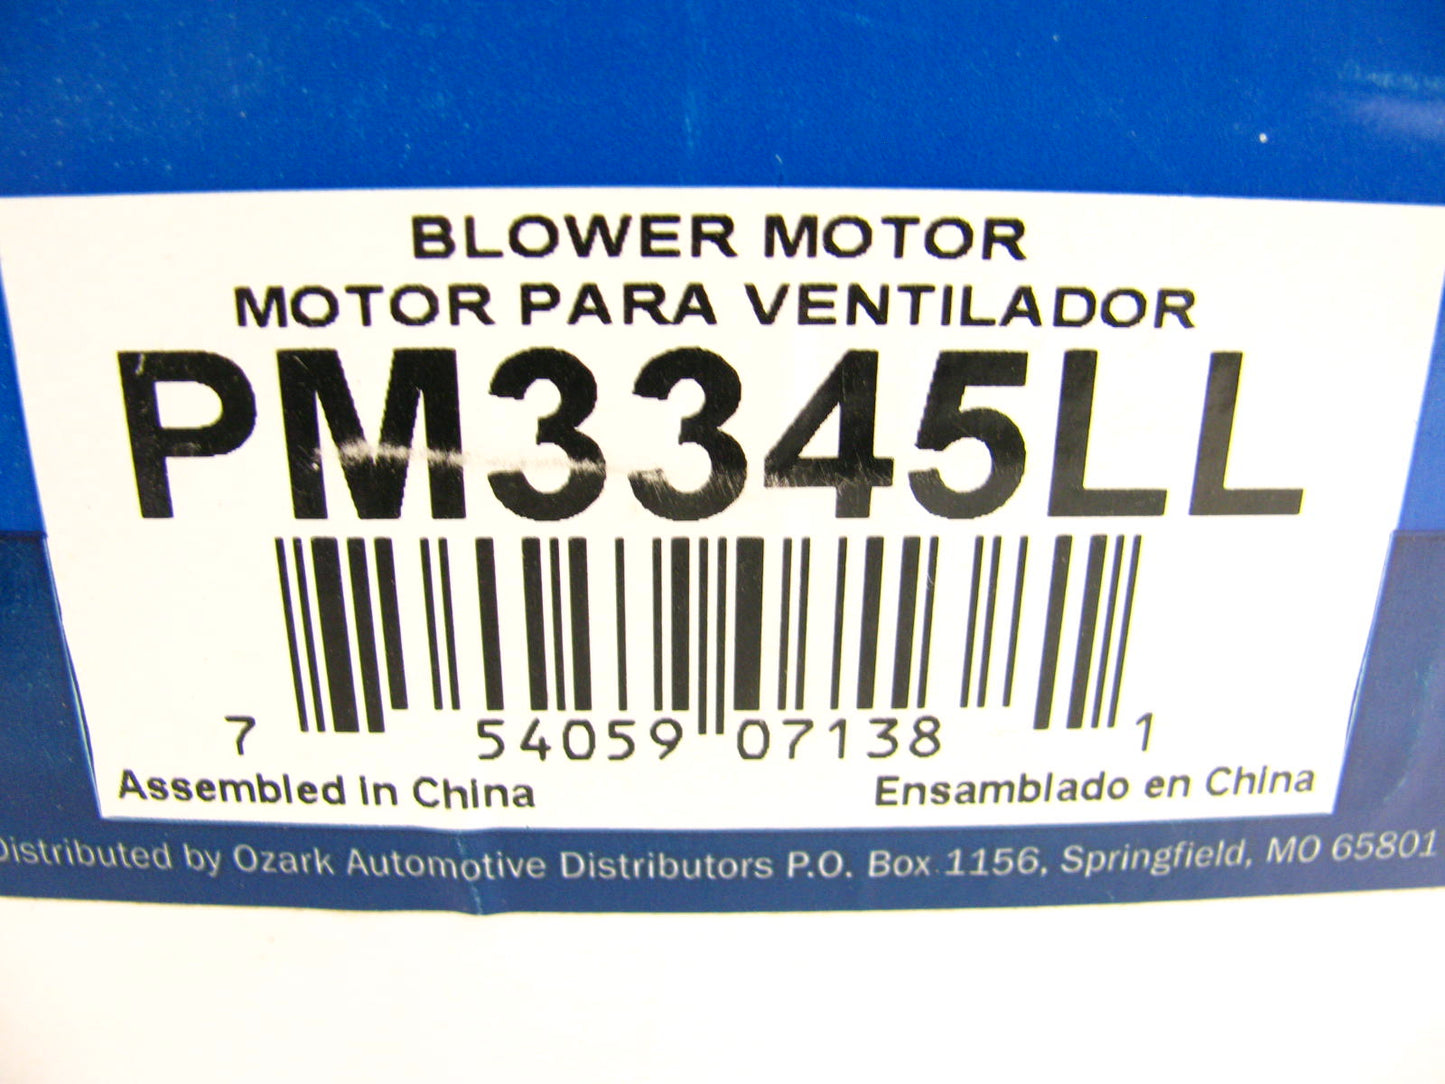 BLOWER MOTOR
MOTOR PARA VENTILADOR
PM3345LL
7 54059 07138 1
Assembled in China Ensamblado en China
Distributed by Ozark Automotive Distributors P.O. Box 1156, Springfield, MO 65801